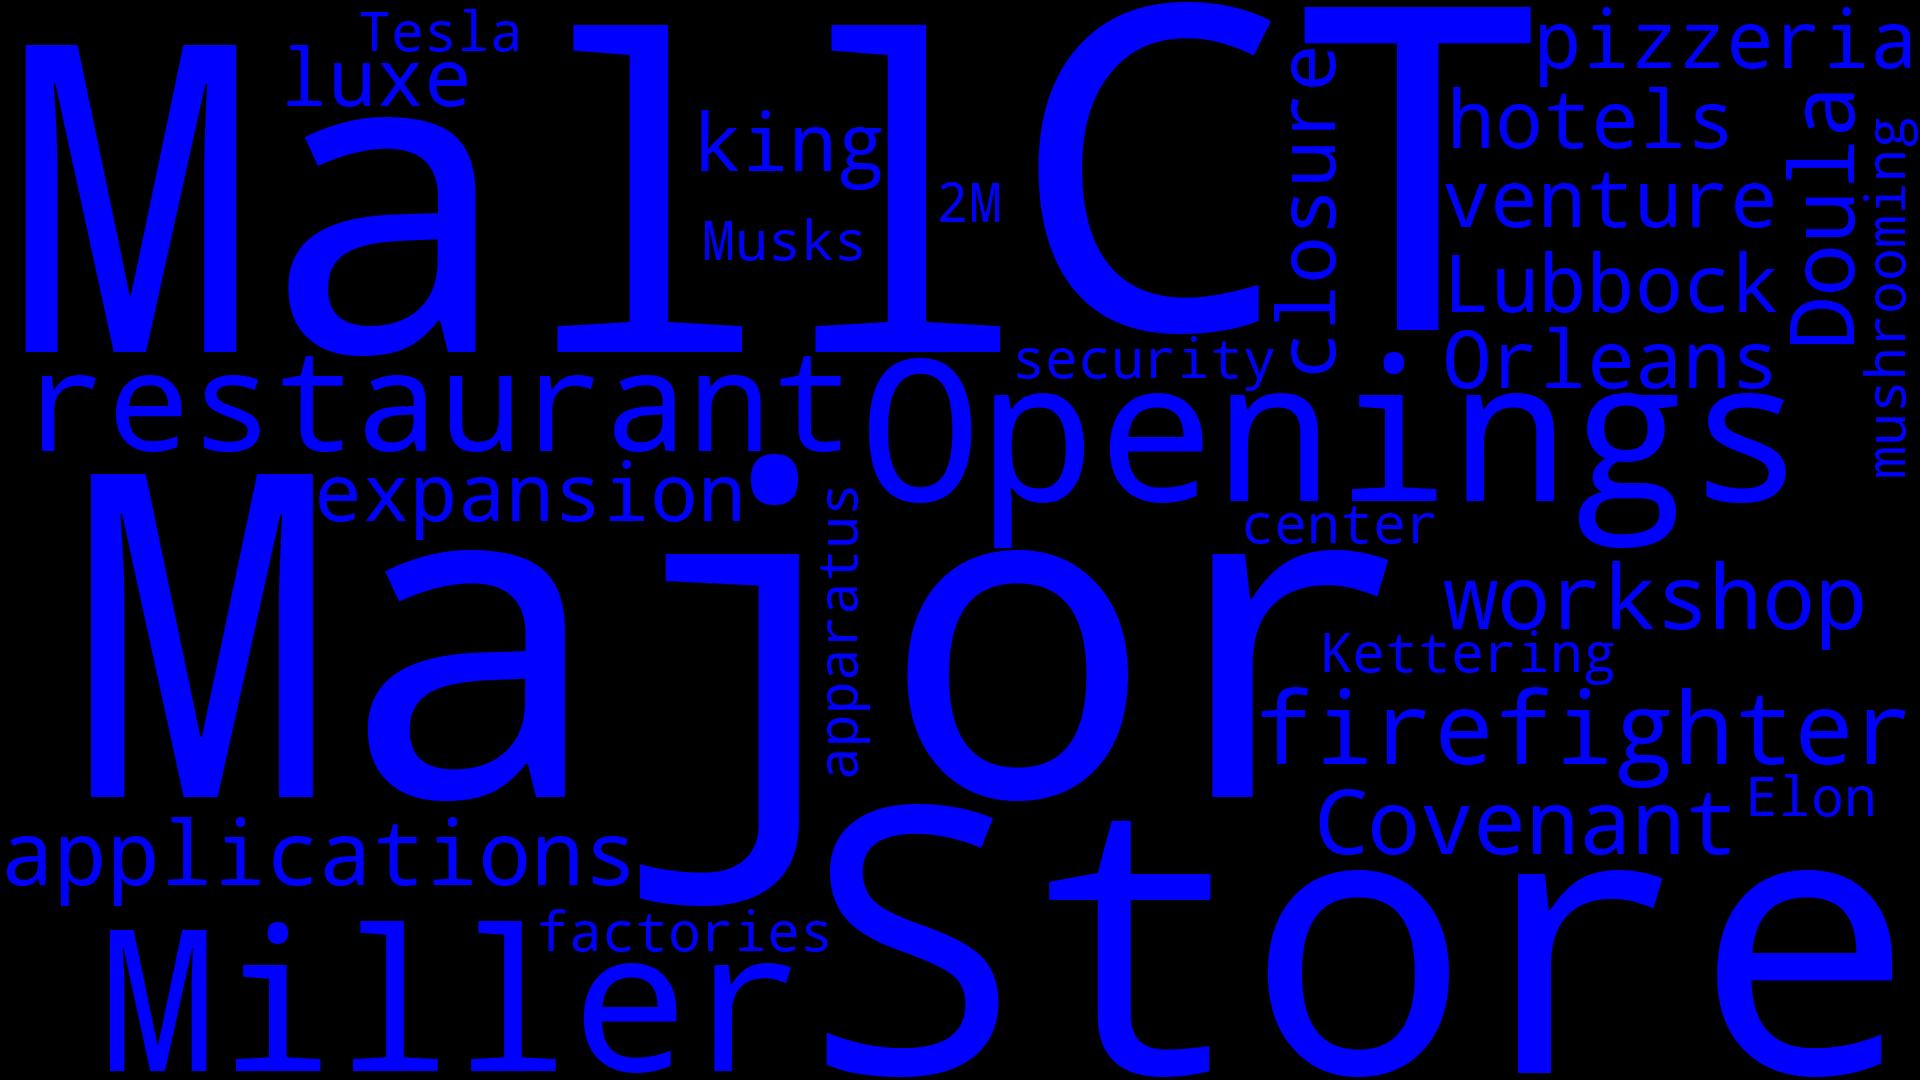 Tesla
luxe
Mall
king
2M
Musks
CT
closure
pizzeria
hotels
venture
Lubbock
Orleans
Doula
mushrooming
restaurant
security
Openings
expansion
apparatus
center
Major
workshop
Kettering
firefighter
Covenant
Elon
applications
factories
Miller
Store